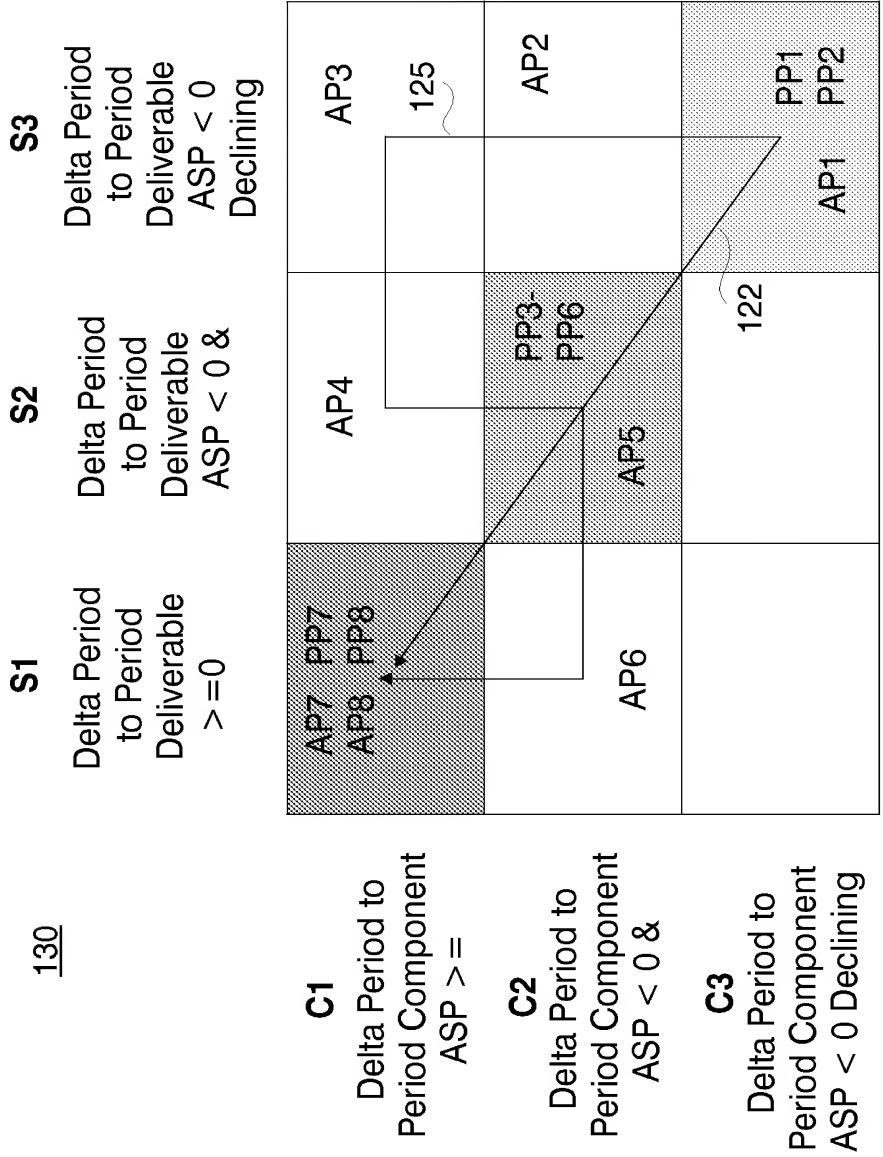 130
S1
Delta Period
to Period
Deliverable
>=0
S2
Delta Period
to Period
Deliverable
ASP < 0 &
S3
Delta Period
to Period
Deliverable
ASP < 0
Declining
C1
Delta Period to
Period Component
ASP >=
AP7 PP7
AP8 PP8
AP4
AP3
125
C2
Delta Period to
Period Component
ASP < 0 &
AP6
PP3-
PP6
AP5
AP2
C3
Delta Period to
Period Component
ASP < 0 Declining
122
PP1
PP2
AP1